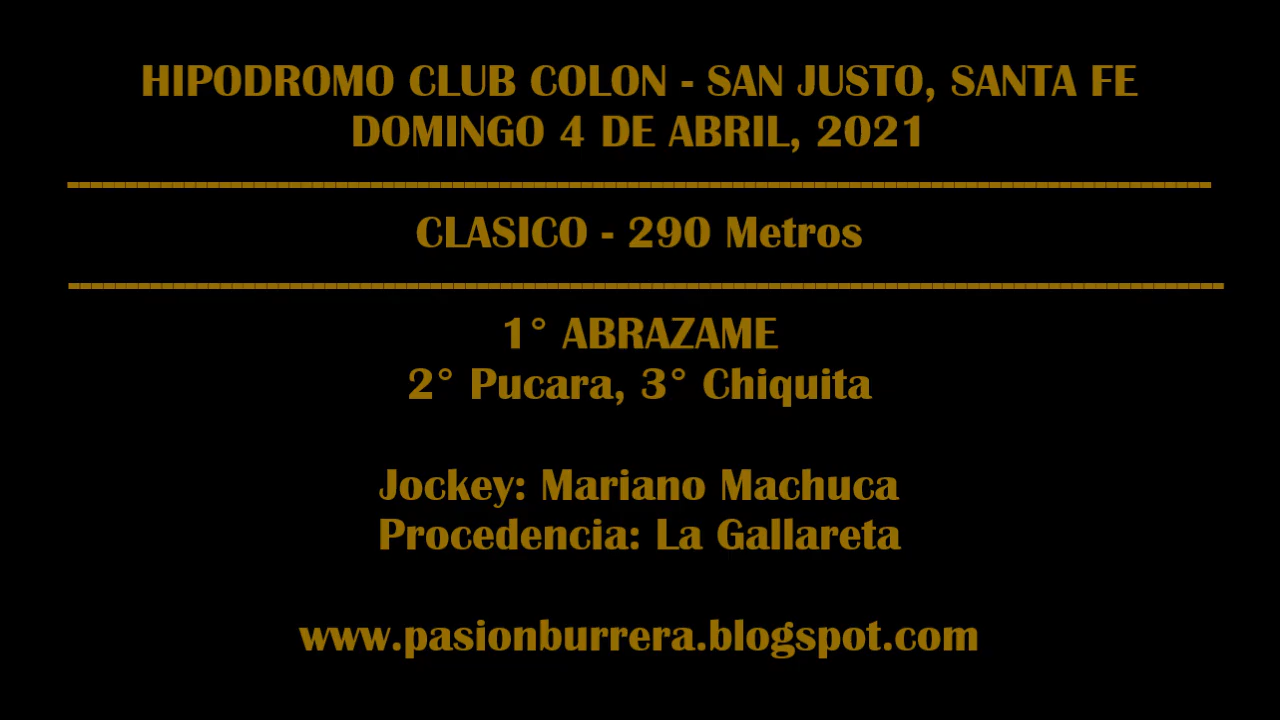 HIPODROMO CLUB COLON - SAN JUSTO, SANTA FE
DOMINGO 4 DE ABRIL, 2021
CLASICO - 290 Metros
1° ABRAZAME
2° Pucara, 3° Chiquita
Jockey: Mariano Machuca
Procedencia: La Gallareta
www.pasionburrera.blogspot.com